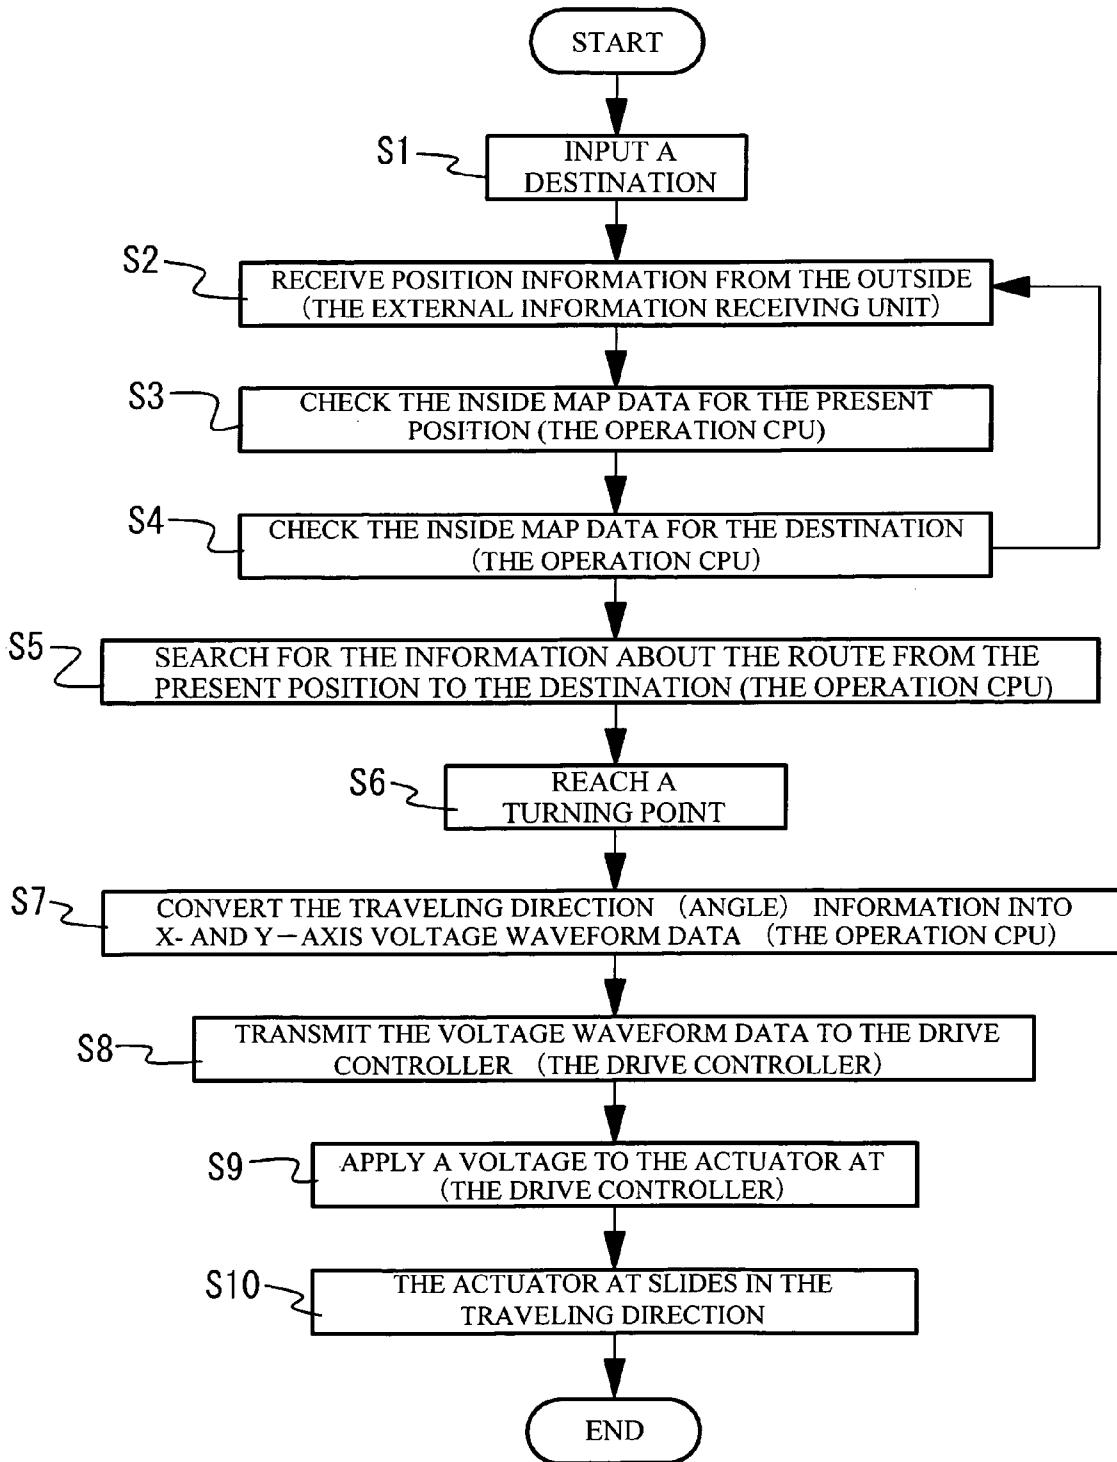 START
S1
INPUT A
DESTINATION
S2
RECEIVE POSITION INFORMATION FROM THE OUTSIDE
(THE EXTERNAL INFORMATION RECEIVING UNIT)
S3
CHECK THE INSIDE MAP DATA FOR THE PRESENT
POSITION (THE OPERATION CPU)
S4
CHECK THE INSIDE MAP DATA FOR THE DESTINATION
(THE OPERATION CPU)
S5
SEARCH FOR THE INFORMATION ABOUT THE ROUTE FROM THE
PRESENT POSITION TO THE DESTINATION (THE OPERATION CPU)
S6
REACH A
TURNING POINT
S7
CONVERT THE TRAVELING DIRECTION (ANGLE) INFORMATION INTO
X- AND Y-AXIS VOLTAGE WAVEFORM DATA (THE OPERATION CPU)
S8
TRANSMIT THE VOLTAGE WAVEFORM DATA TO THE DRIVE
CONTROLLER (THE DRIVE CONTROLLER)
S9
APPLY A VOLTAGE TO THE ACTUATOR AT
(THE DRIVE CONTROLLER)
S10
THE ACTUATOR AT SLIDES IN THE
TRAVELING DIRECTION
END